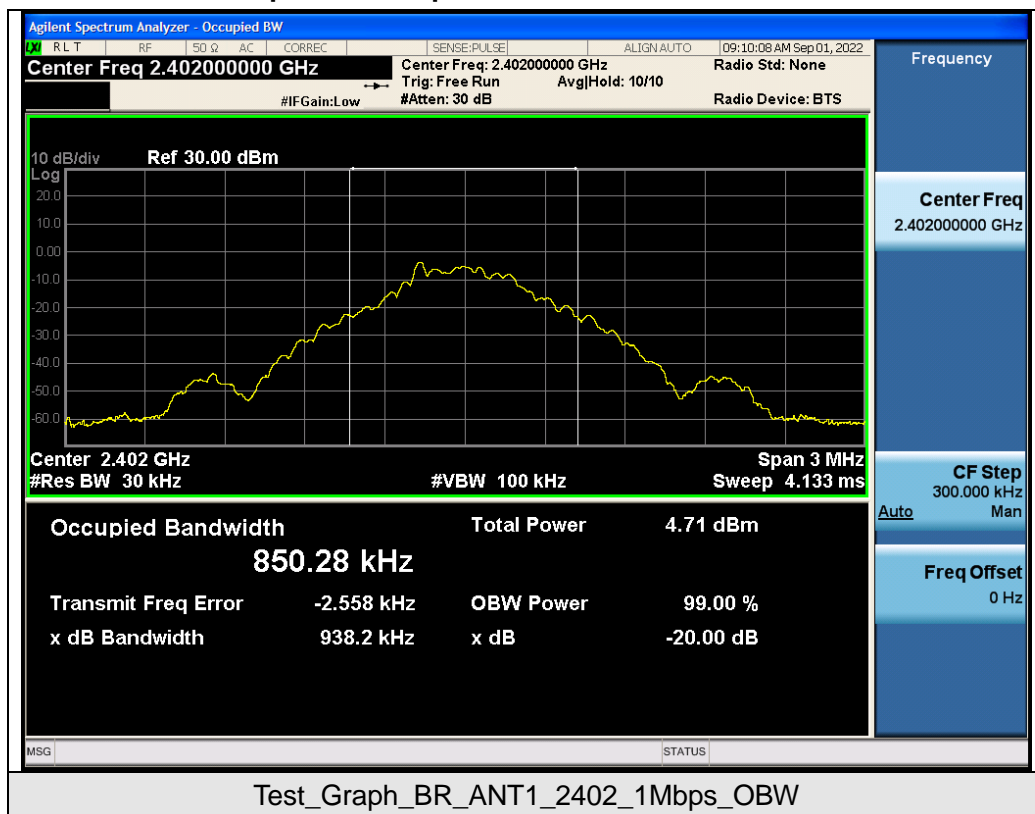 Agilent Spectrum Analyzer - Occupied BW
LXI RLT RF 50 Ω AC CORREC SENSE:PULSE ALIGN AUTO 09:10:08 AM Sep 01, 2022
Center Freq 2.402000000 GHz
Center Freq: 2.402000000 GHz Radio Std: None
Trig: Free Run Avg|Hold: 10/10
#IFGain:Low #Atten: 30 dB Radio Device: BTS
10 dB/div Ref 30.00 dBm
Log
20.0
10.0
0.00
-10.0
-20.0
-30.0
-40.0
-50.0
-60.0
Center 2.402 GHz Span 3 MHz
#Res BW 30 kHz #VBW 100 kHz Sweep 4.133 ms
Occupied Bandwidth Total Power 4.71 dBm
850.28 kHz
Transmit Freq Error -2.558 kHz OBW Power 99.00 %
x dB Bandwidth 938.2 kHz x dB -20.00 dB
MSG STATUS
Frequency
Center Freq
2.402000000 GHz
CF Step
300.000 kHz
Auto Man
Freq Offset
0 Hz
Test_Graph_BR_ANT1_2402_1Mbps_OBW